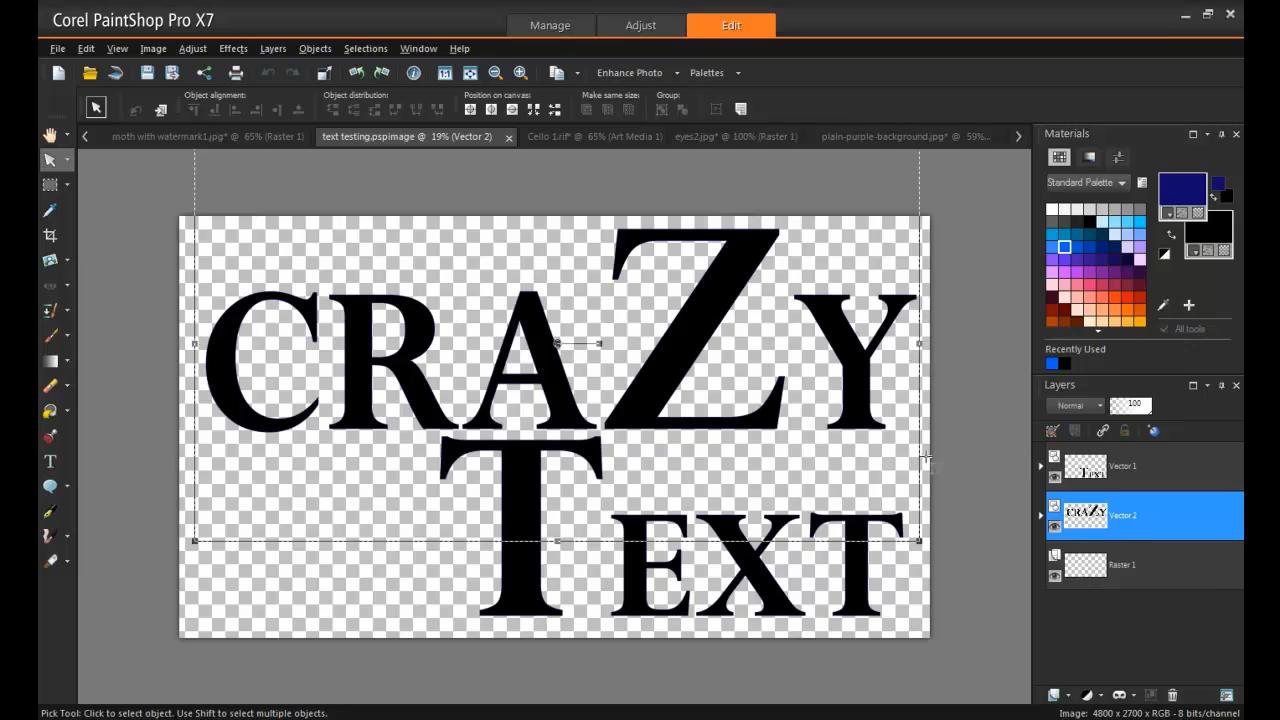 Corel PaintShop Pro X7
Manage Adjust Edit
File Edit View Image Adjust Effects Layers Objects Selections Window Help
Enhance Photo Palettes
Object alignment: Object distribution: Position on canvas: Make same size: Group:
moth with watermark1.jpg* @ 65% (Raster 1) text testing.pspimage @ 19% (Vector 2) Cello 1.rif* @ 65% (Art Media 1) eyes2.jpg* @ 100% (Raster 1) plain-purple-background.jpg* @ 59%...
Materials
Standard Palette
All tools
Recently Used
Layers
Normal 100
Vector 1
Vector 2
Raster 1
CRAZY
TEXT
Pick Tool: Click to select object. Use Shift to select multiple objects.
Image: 4800 x 2700 x RGB - 8 bits/channel